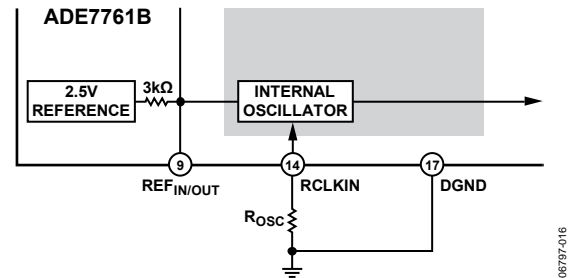 ADE7761B
2.5V
REFERENCE
3kΩ
INTERNAL
OSCILLATOR
9
14
17
REFIN/OUT
RCLKIN
DGND
ROSC
06797-016